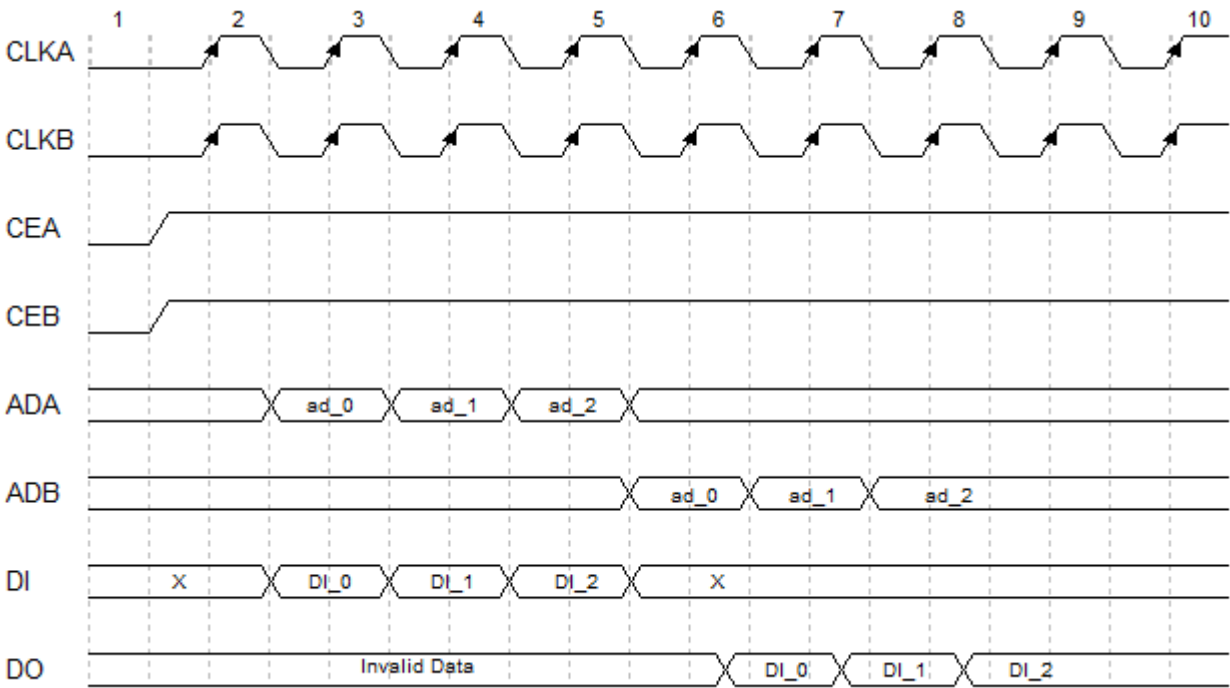 1 2 3 4 5 6 7 8 9 10
CLKA
CLKB
CEA
CEB
ADA ad_0 ad_1 ad_2
ADB ad_0 ad_1 ad_2
DI X DI_0 DI_1 DI_2 X
DO Invalid Data DI_0 DI_1 DI_2